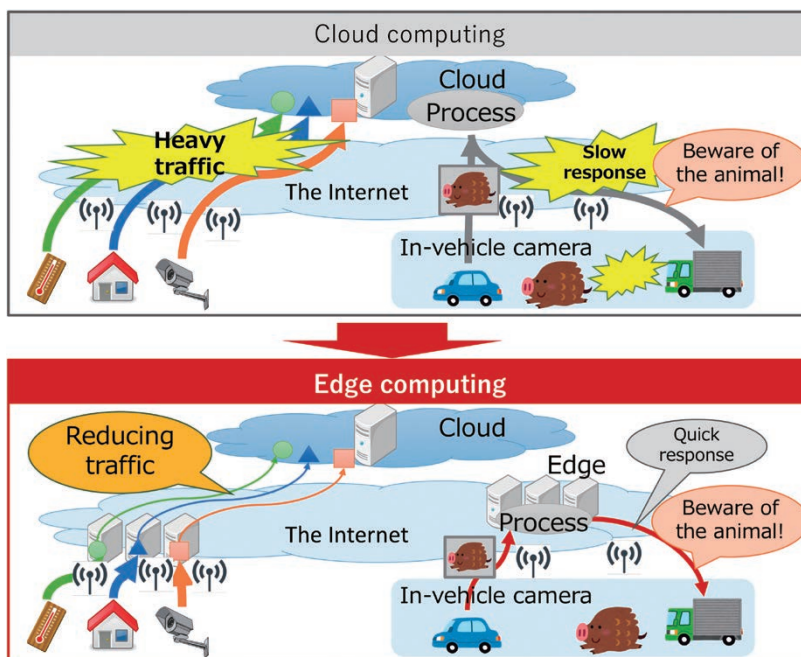 Cloud computing
Cloud
Process
Heavy
traffic
Slow
response
Beware of
the animal!
The Internet
In-vehicle camera
Edge computing
Reducing
traffic
Cloud
Quick
response
Edge
Process
Beware of
the animal!
The Internet
In-vehicle camera